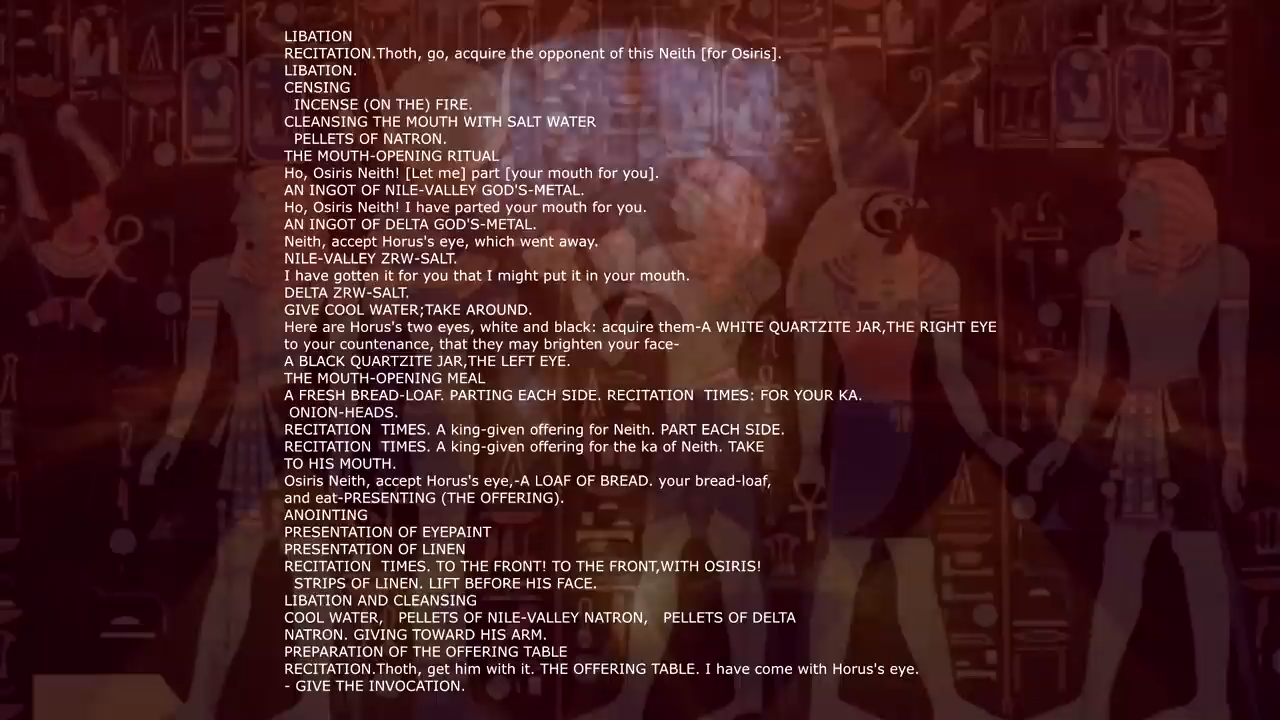 LIBATION
RECITATION.Thoth, go, acquire the opponent of this Neith [for Osiris].
LIBATION.
CENSING
INCENSE (ON THE) FIRE.
CLEANSING THE MOUTH WITH SALT WATER
PELLETS OF NATRON.
THE MOUTH-OPENING RITUAL
Ho, Osiris Neith! [Let me] part [your mouth for you].
AN INGOT OF NILE-VALLEY GOD'S-METAL.
Ho, Osiris Neith! I have parted your mouth for you.
AN INGOT OF DELTA GOD'S-METAL.
Neith, accept Horus's eye, which went away.
NILE-VALLEY ZRW-SALT.
I have gotten it for you that I might put it in your mouth.
DELTA ZRW-SALT.
GIVE COOL WATER;TAKE AROUND.
Here are Horus's two eyes, white and black: acquire them-A WHITE QUARTZITE JAR,THE RIGHT EYE
to your countenance, that they may brighten your face-
A BLACK QUARTZITE JAR,THE LEFT EYE.
THE MOUTH-OPENING MEAL
A FRESH BREAD-LOAF. PARTING EACH SIDE. RECITATION  TIMES: FOR YOUR KA.
ONION-HEADS.
RECITATION  TIMES. A king-given offering for Neith. PART EACH SIDE.
RECITATION  TIMES. A king-given offering for the ka of Neith. TAKE
TO HIS MOUTH.
Osiris Neith, accept Horus's eye,-A LOAF OF BREAD. your bread-loaf,
and eat-PRESENTING (THE OFFERING).
ANOINTING
PRESENTATION OF EYEPAINT
PRESENTATION OF LINEN
RECITATION  TIMES. TO THE FRONT! TO THE FRONT,WITH OSIRIS!
STRIPS OF LINEN. LIFT BEFORE HIS FACE.
LIBATION AND CLEANSING
COOL WATER,   PELLETS OF NILE-VALLEY NATRON,   PELLETS OF DELTA
NATRON. GIVING TOWARD HIS ARM.
PREPARATION OF THE OFFERING TABLE
RECITATION.Thoth, get him with it. THE OFFERING TABLE. I have come with Horus's eye.
- GIVE THE INVOCATION.